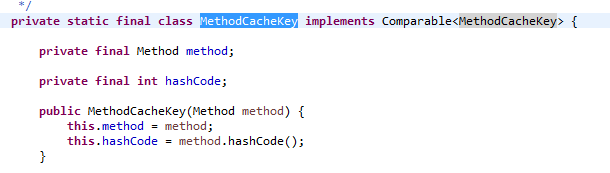 */
private static final class MethodCacheKey implements Comparable<MethodCacheKey> {
private final Method method;
private final int hashCode;
public MethodCacheKey(Method method) {
this.method = method;
this.hashCode = method.hashCode();
}